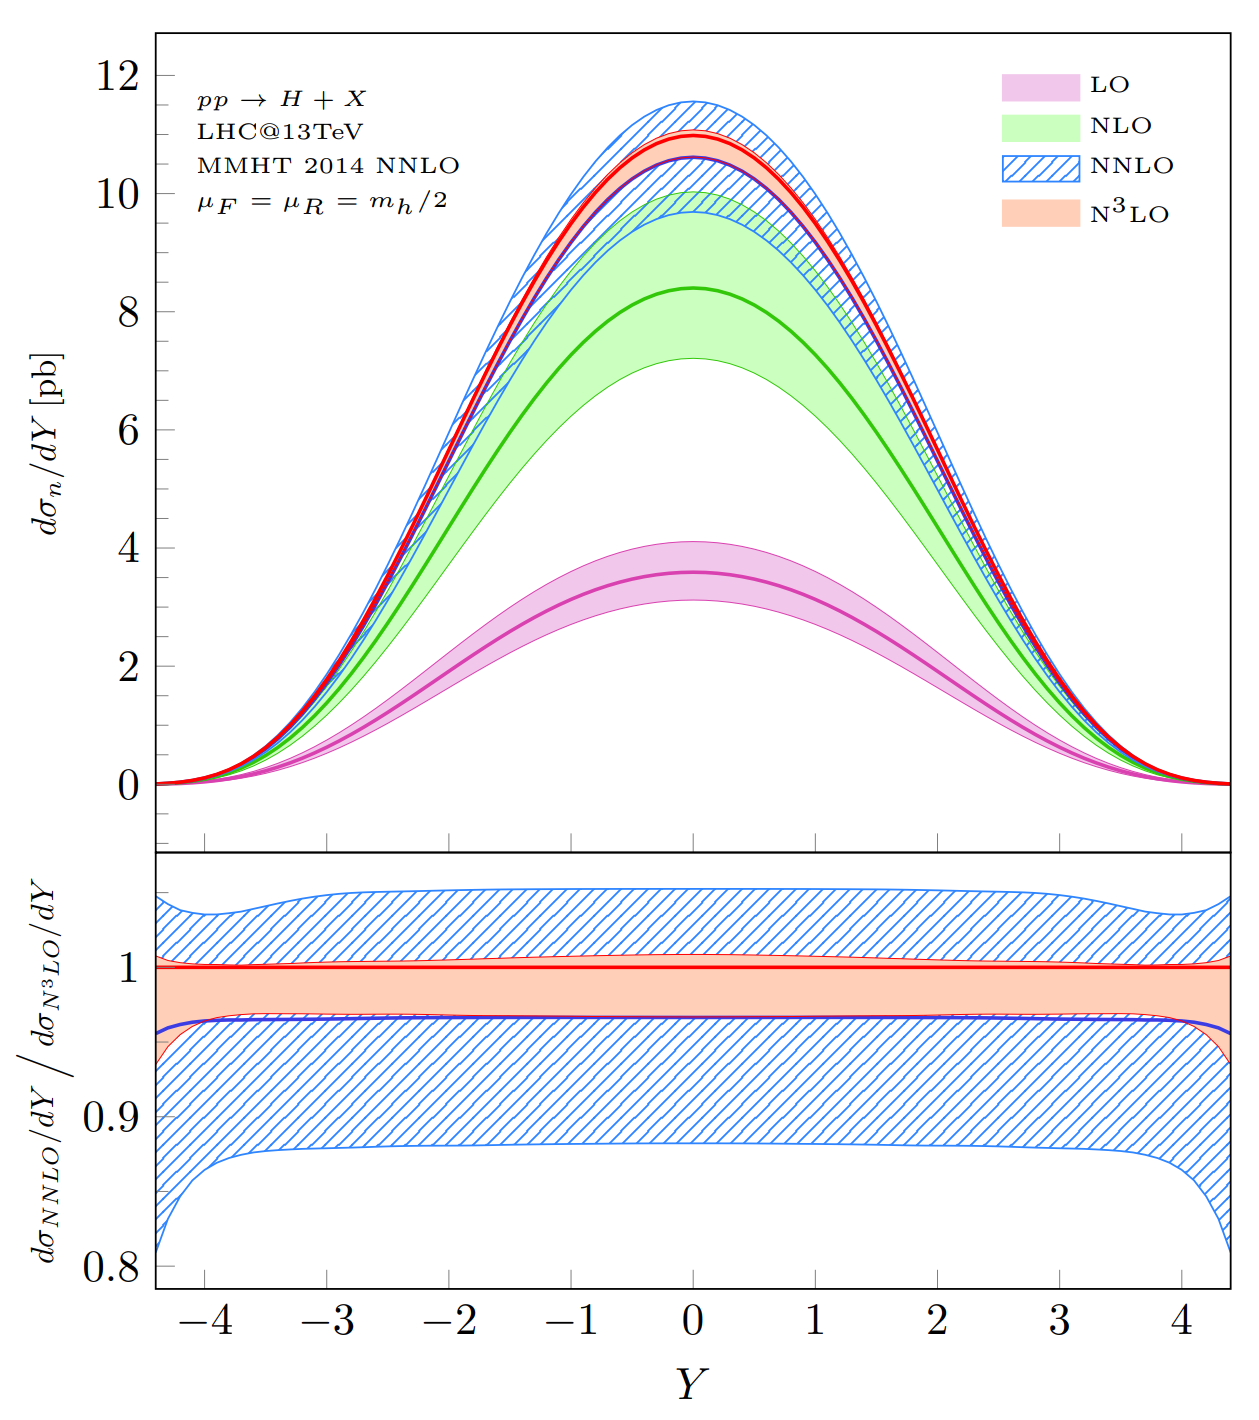 12
10
8
6
4
2
0
dσₙ/dY [pb]
pp → H + X
LHC@13TeV
MMHT 2014 NNLO
μ_F = μ_R = m_h/2
LO
NLO
NNLO
N³LO
1
0.9
0.8
dσ_NNLO/dY / dσ_N³LO/dY
−4 −3 −2 −1 0 1 2 3 4
Y